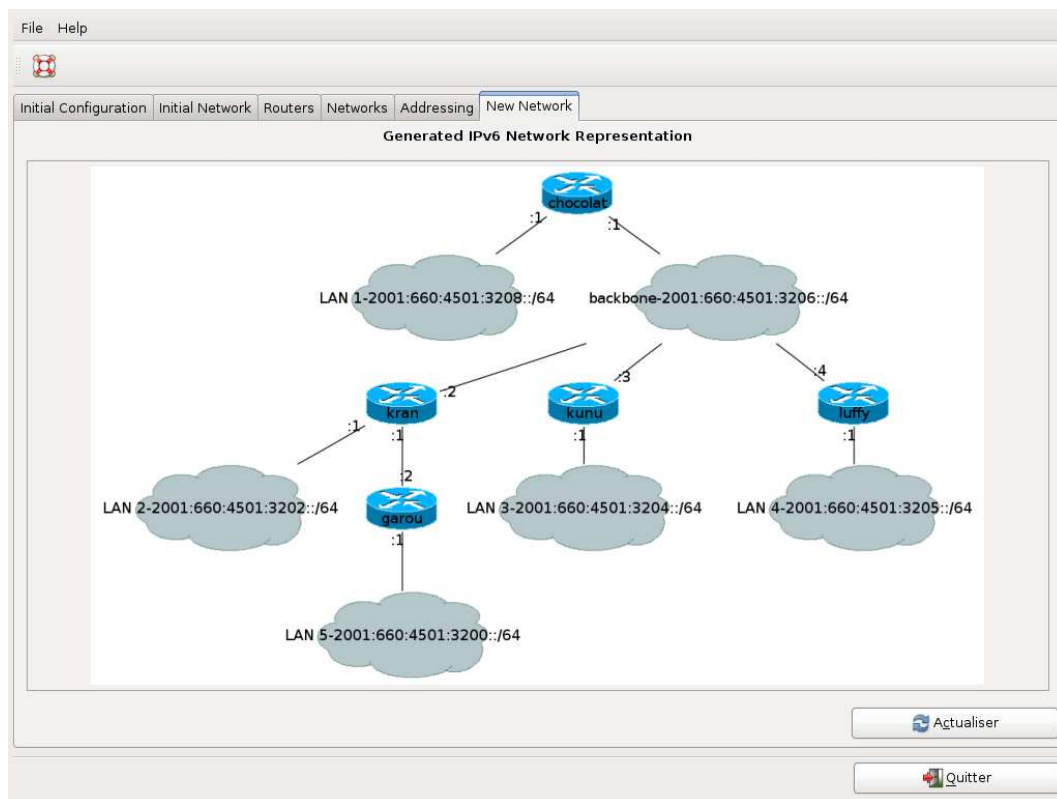 File Help
Initial Configuration Initial Network Routers Networks Addressing New Network
Generated IPv6 Network Representation
chocolat
:1 :1
LAN 1-2001:660:4501:3208::/64 backbone-2001:660:4501:3206::/64
:2 :3 :4
kran kunu luffy
:1 :1 :1 :1
:2
LAN 2-2001:660:4501:3202::/64 garou LAN 3-2001:660:4501:3204::/64 LAN 4-2001:660:4501:3205::/64
:1
LAN 5-2001:660:4501:3200::/64
Actualiser
Quitter